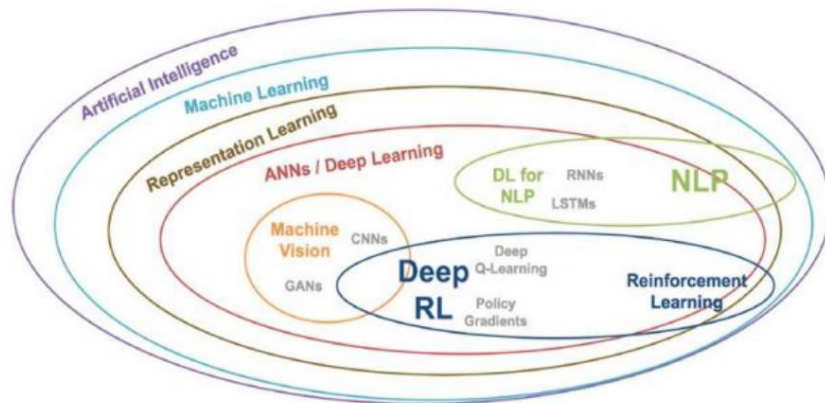 Artificial Intelligence
Machine Learning
Representation Learning
ANNs / Deep Learning
DL for
NLP
RNNs
LSTMs
NLP
Machine
Vision
CNNs
GANs
Deep
RL
Deep
Q-Learning
Policy
Gradients
Reinforcement
Learning